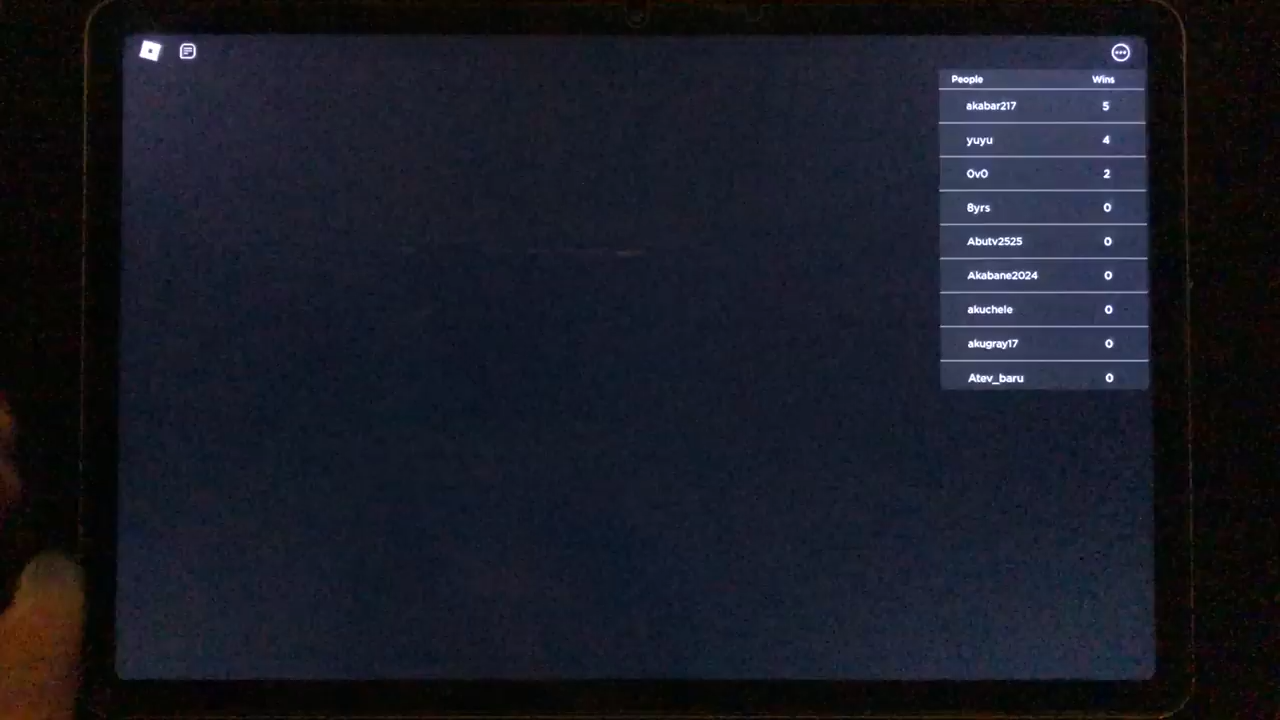 People Wins
akabar217 5
yuyu 4
0v0 2
8yrs 0
Abutv2525 0
Akabane2024 0
akuchele 0
akugray17 0
Atev_baru 0